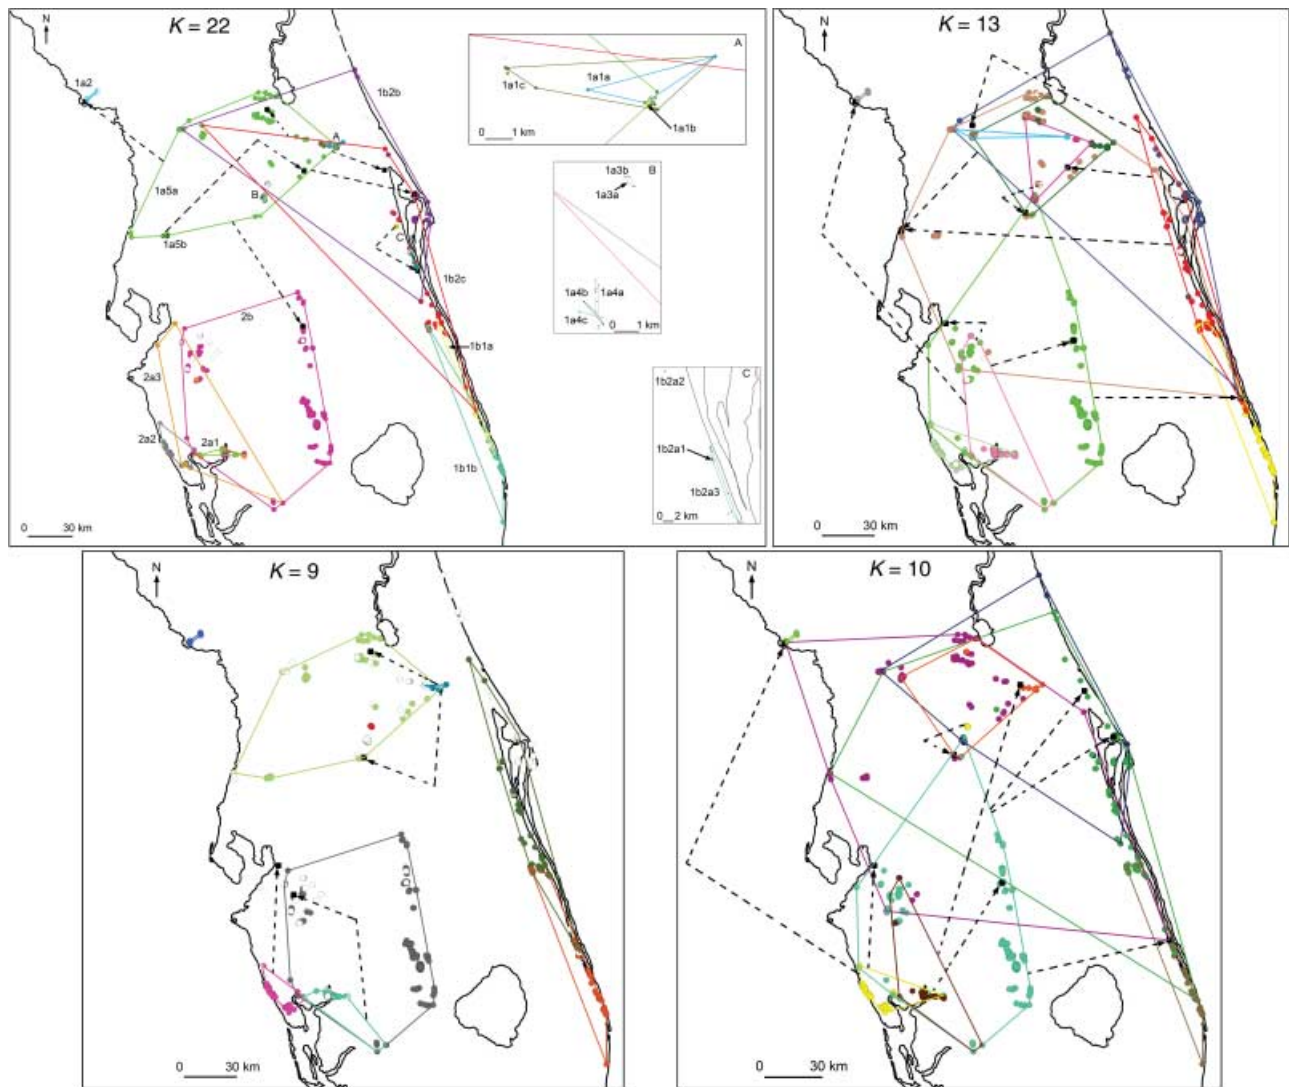 N
K = 22
1a2
1b2b
A
1a5a
B
1a5b
C
1b2c
2b
1b1a
2a3
2a2
2a1
1b1b
0 30 km
A
1a1a
1a1c
1a1b
0 1 km
B
1a3b
1a3a
1a4b
1a4a
1a4c
0 1 km
C
1b2a2
1b2a1
1b2a3
0 2 km
N
K = 13
0 30 km
N
K = 9
0 30 km
N
K = 10
0 30 km